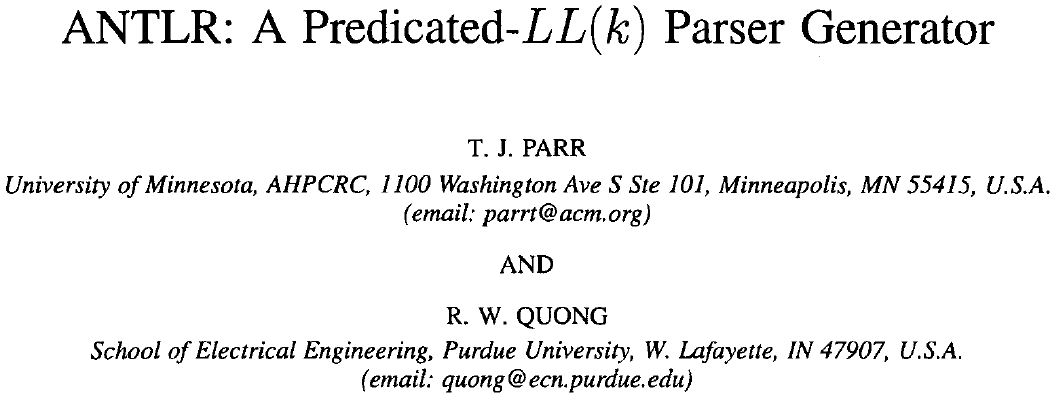 ANTLR: A Predicated-LL(k) Parser Generator
T. J. PARR
University of Minnesota, AHPCRC, 1100 Washington Ave S Ste 101, Minneapolis, MN 55415, U.S.A.
(email: parrt@acm.org)
AND
R. W. QUONG
School of Electrical Engineering, Purdue University, W. Lafayette, IN 47907, U.S.A.
(email: quong@ecn.purdue.edu)